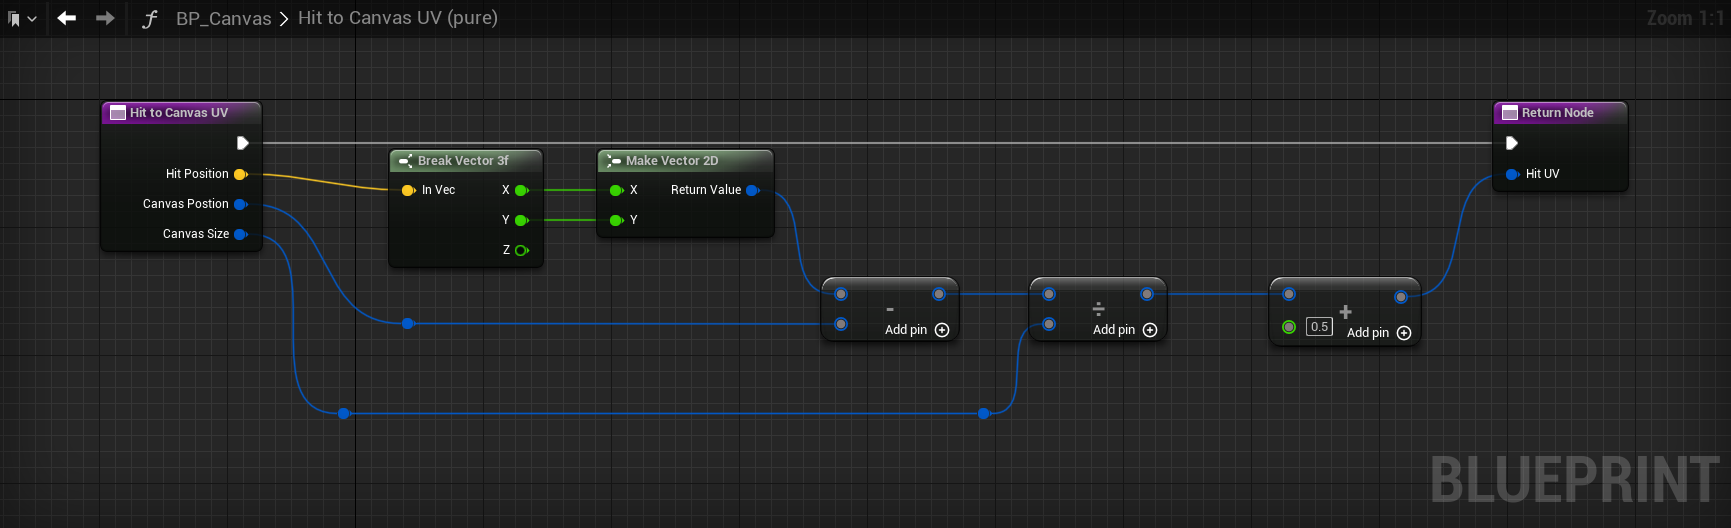 BP_Canvas > Hit to Canvas UV (pure)
Zoom 1:1
Hit to Canvas UV
Hit Position
Canvas Postion
Canvas Size
Break Vector 3f
In Vec
X
Y
Z
Make Vector 2D
X
Y
Return Value
-
Add pin
÷
Add pin
0.5
+
Add pin
Return Node
Hit UV
BLUEPRINT